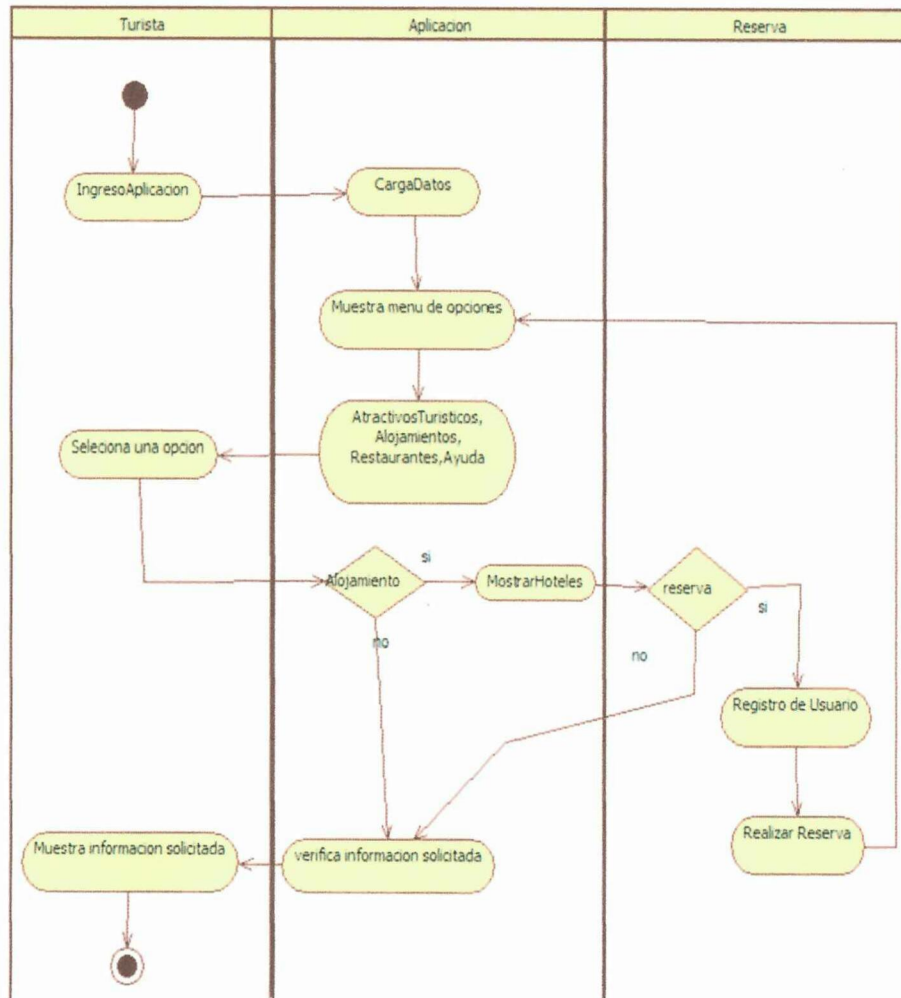 Turista
Aplicacion
Reserva
IngresoAplicacion
CargaDatos
Muestra menu de opciones
AtractivosTuristicos,
Alojamientos,
Restaurantes,Ayuda
Seleciona una opcion
Alojamiento
si
MostrarHoteles
reserva
si
no
no
Registro de Usuario
Realizar Reserva
verifica informacion solicitada
Muestra informacion solicitada